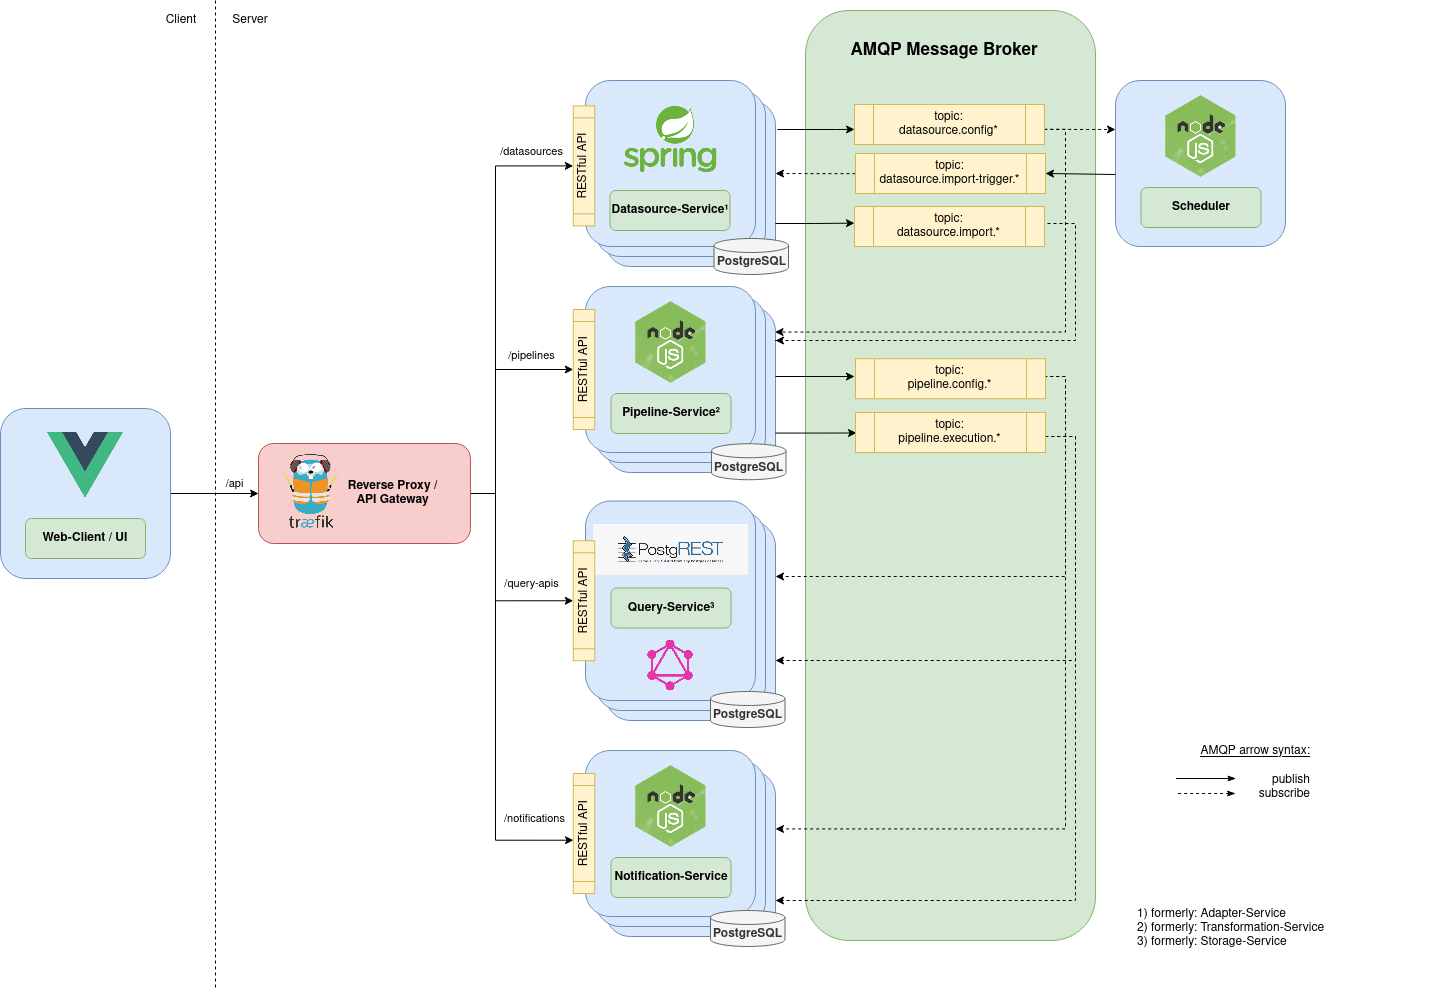 Client
Server
AMQP Message Broker
/datasources
RESTful API
spring
Datasource-Service¹
PostgreSQL
topic:
datasource.config*
topic:
datasource.import-trigger.*
topic:
datasource.import.*
node
JS
Scheduler
/pipelines
RESTful API
node
JS
Pipeline-Service²
PostgreSQL
topic:
pipeline.config.*
topic:
pipeline.execution.*
Web-Client / UI
/api
træfik
Reverse Proxy /
API Gateway
/query-apis
RESTful API
PostgREST
Query-Service³
PostgreSQL
/notifications
RESTful API
node
JS
Notification-Service
PostgreSQL
AMQP arrow syntax:
publish
subscribe
1) formerly: Adapter-Service
2) formerly: Transformation-Service
3) formerly: Storage-Service